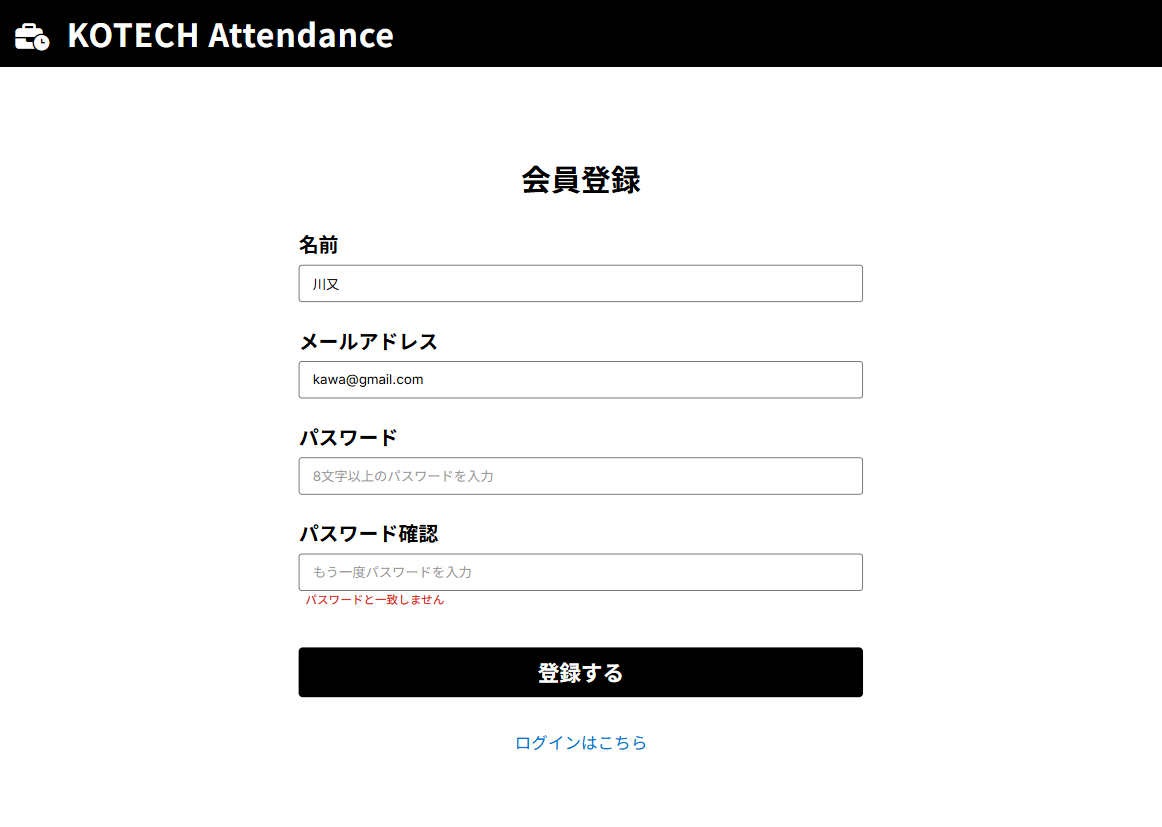 KOTECH Attendance
会員登録
名前
川又
メールアドレス
kawa@gmail.com
パスワード
8文字以上のパスワードを入力
パスワード確認
もう一度パスワードを入力
パスワードと一致しません
登録する
ログインはこちら